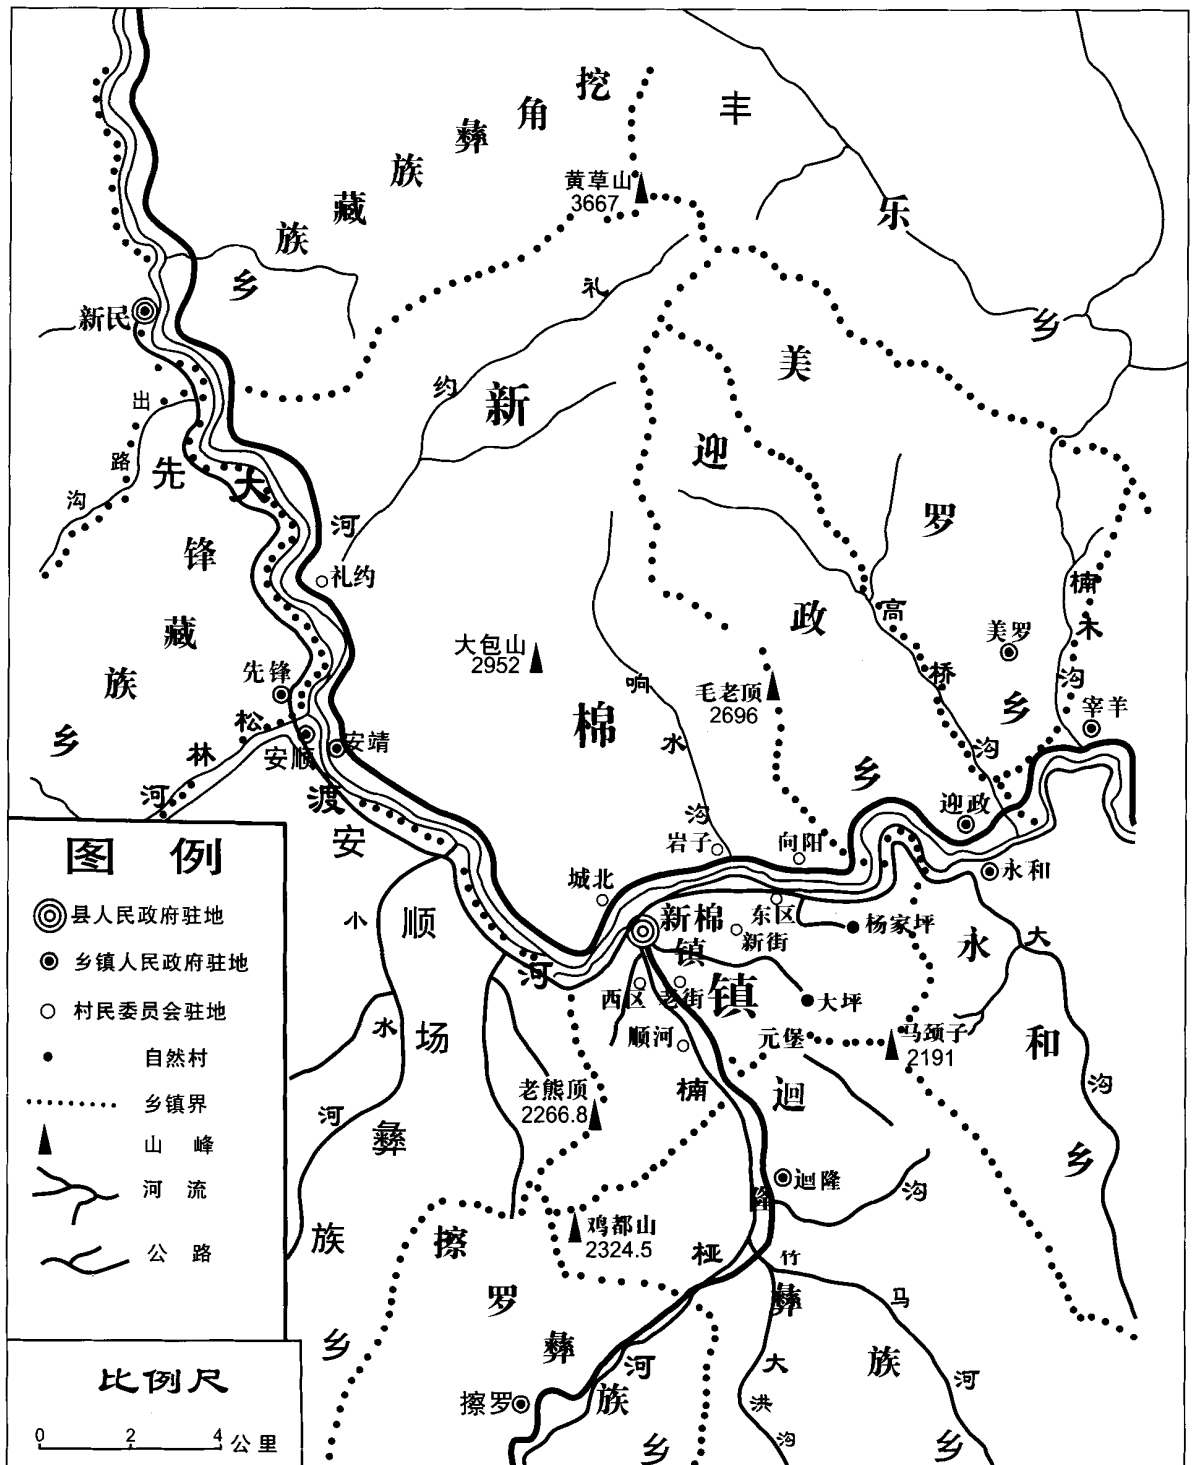 挖角彝族藏族乡
丰乐乡
黄草山
3667
新民
礼约河
美罗乡
新棉镇
迎政乡
出路沟
先锋藏族乡
大渡河
礼约
大包山
2952
响水沟
毛老顶
2696
高桥沟
美罗
楠木沟
宰羊
先锋
松林河
安顺
安靖
迎政
永和
岩子
向阳
城北
新棉镇
东区
新街
杨家坪
西区
老街
大坪
顺河
元堡
马颈子
2191
永和乡
大沟
安顺场彝族乡
小水河
老熊顶
2266.8
楠桠河
迴隆彝族乡
迴隆
沟
竹马河
大洪沟
鸡都山
2324.5
擦罗彝族乡
擦罗
图 例
县人民政府驻地
乡镇人民政府驻地
村民委员会驻地
自然村
乡镇界
山 峰
河 流
公 路
比例尺
0 2 4 公里